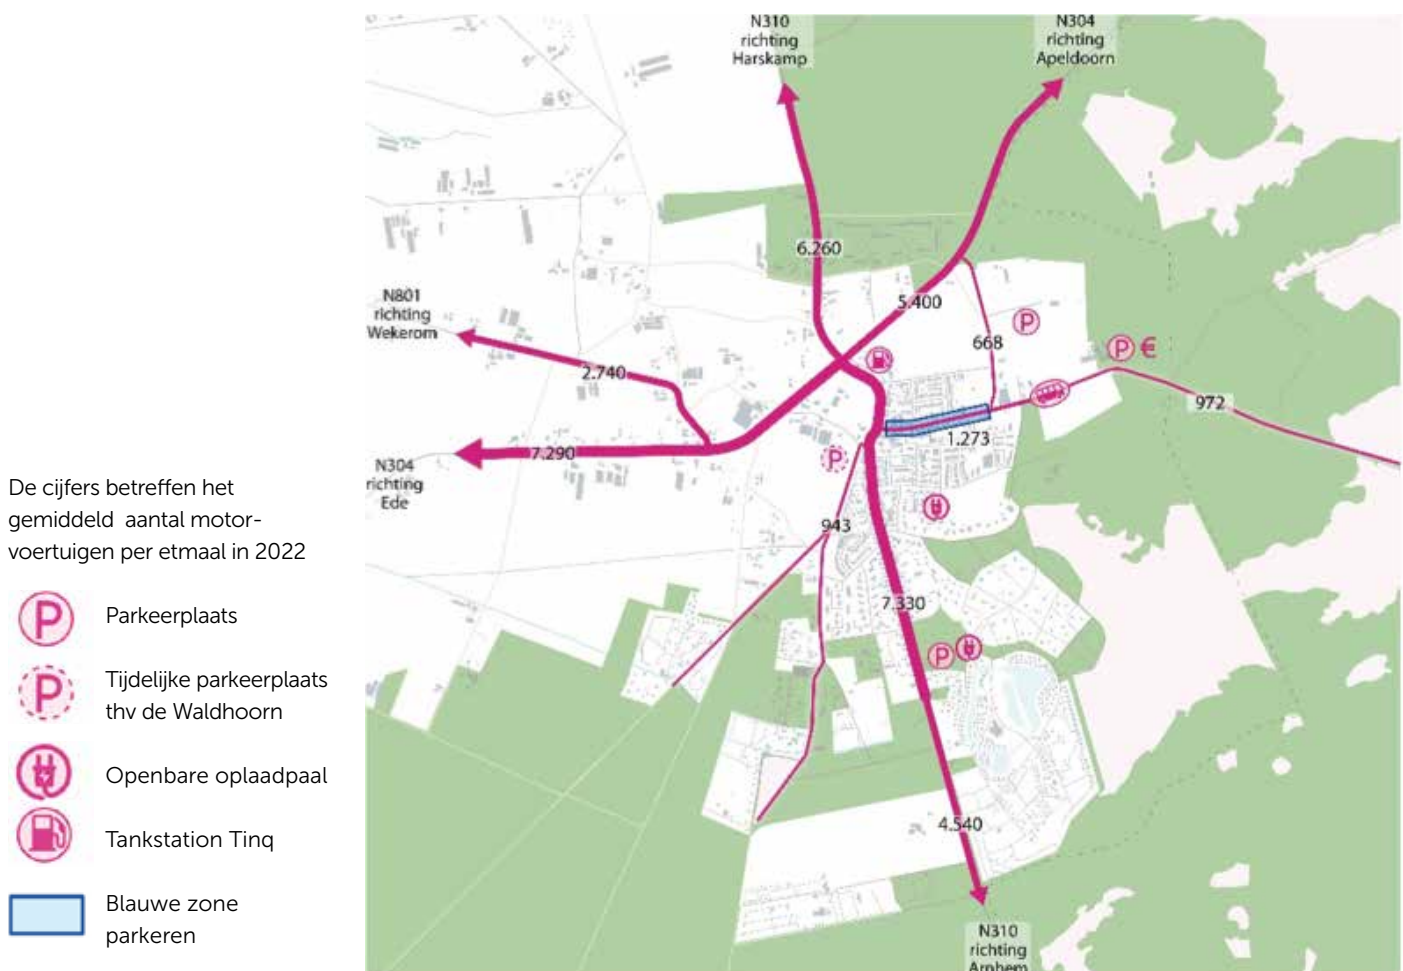 N310
richting
Harskamp
N304
richting
Apeldoorn
6.260
5.400
N801
richting
Wekerom
668
P
P €
2.740
972
1.273
7.290
P
N304
richting
Ede
943
7.330
P
4.540
N310
richting
Arnhem
De cijfers betreffen het
gemiddeld aantal motor-
voertuigen per etmaal in 2022
P Parkeerplaats
P Tijdelijke parkeerplaats
thv de Waldhoorn
Openbare oplaadpaal
Tankstation Tinq
Blauwe zone
parkeren